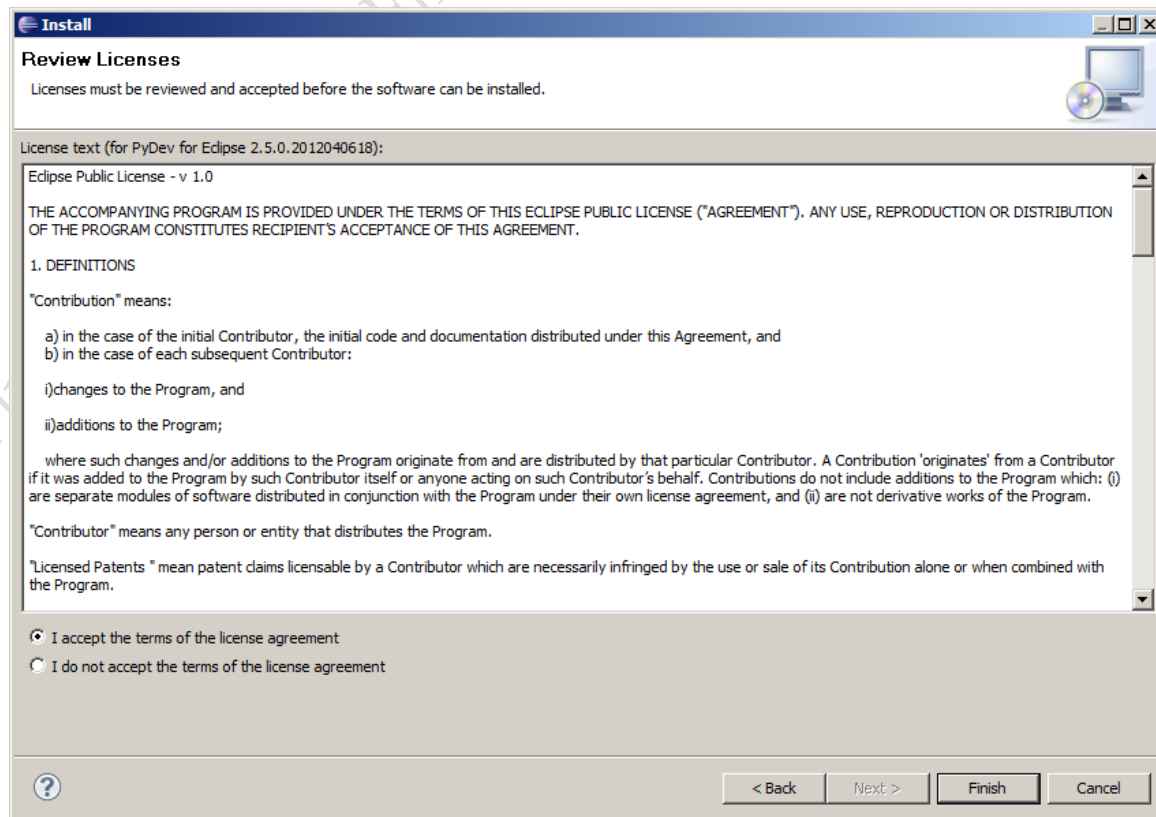 Install
Review Licenses
Licenses must be reviewed and accepted before the software can be installed.
License text (for PyDev for Eclipse 2.5.0.2012040618):
Eclipse Public License - v 1.0
THE ACCOMPANYING PROGRAM IS PROVIDED UNDER THE TERMS OF THIS ECLIPSE PUBLIC LICENSE ("AGREEMENT"). ANY USE, REPRODUCTION OR DISTRIBUTION
OF THE PROGRAM CONSTITUTES RECIPIENT'S ACCEPTANCE OF THIS AGREEMENT.
1. DEFINITIONS
"Contribution" means:
a) in the case of the initial Contributor, the initial code and documentation distributed under this Agreement, and
b) in the case of each subsequent Contributor:
i)changes to the Program, and
ii)additions to the Program;
where such changes and/or additions to the Program originate from and are distributed by that particular Contributor. A Contribution 'originates' from a Contributor
if it was added to the Program by such Contributor itself or anyone acting on such Contributor's behalf. Contributions do not include additions to the Program which: (i)
are separate modules of software distributed in conjunction with the Program under their own license agreement, and (ii) are not derivative works of the Program.
"Contributor" means any person or entity that distributes the Program.
"Licensed Patents " mean patent claims licensable by a Contributor which are necessarily infringed by the use or sale of its Contribution alone or when combined with
the Program.
I accept the terms of the license agreement
I do not accept the terms of the license agreement
? < Back Next > Finish Cancel